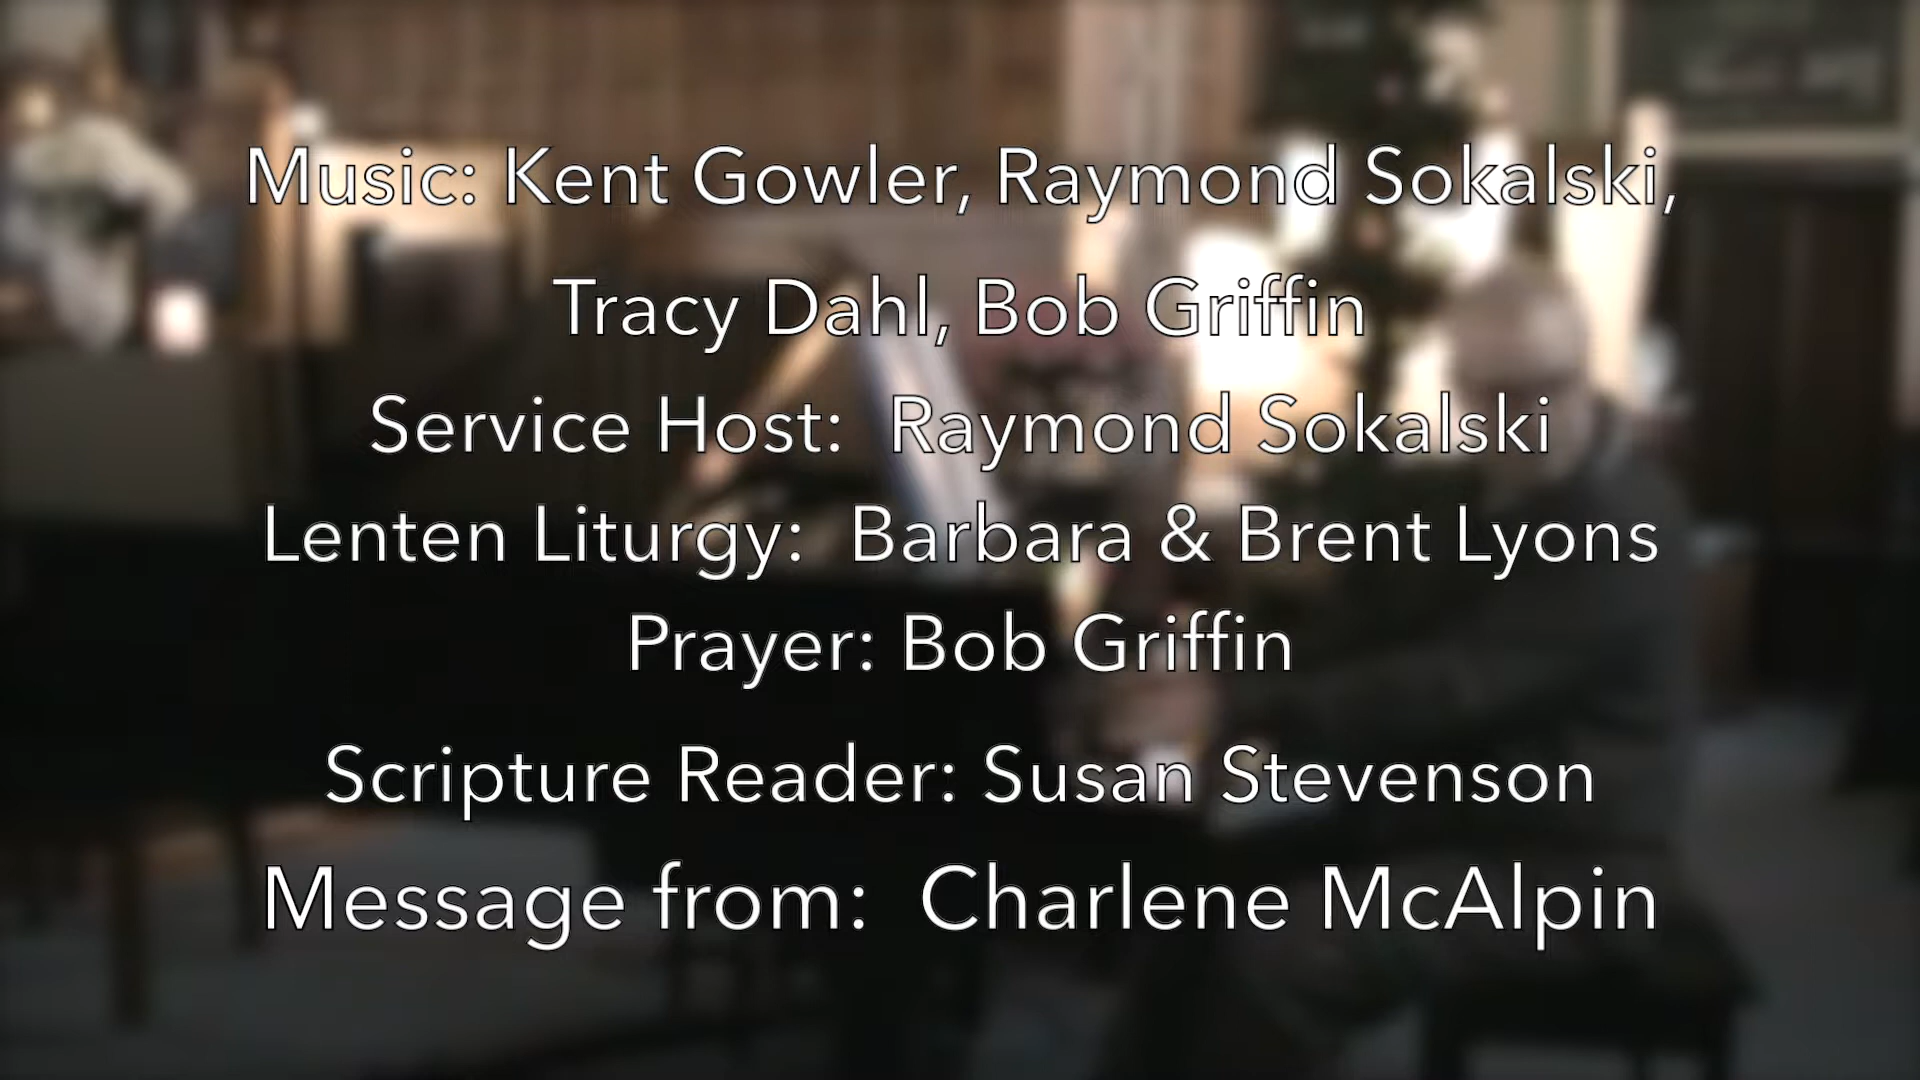 Music: Kent Gowler, Raymond Sokalski,
Tracy Dahl, Bob Griffin
Service Host: Raymond Sokalski
Lenten Liturgy: Barbara & Brent Lyons
Prayer: Bob Griffin
Scripture Reader: Susan Stevenson
Message from: Charlene McAlpin